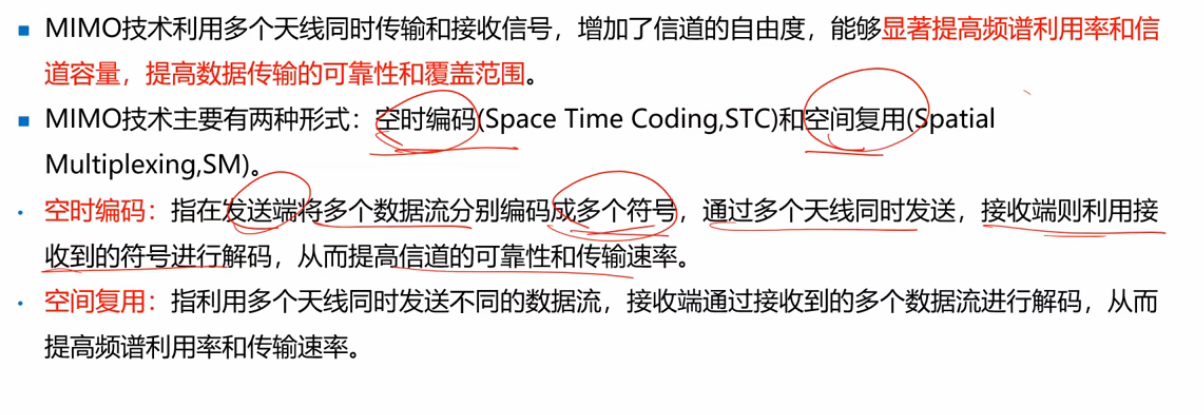 MIMO技术利用多个天线同时传输和接收信号，增加了信道的自由度，能够显著提高频谱利用率和信
道容量，提高数据传输的可靠性和覆盖范围。
MIMO技术主要有两种形式：空时编码(Space Time Coding,STC)和空间复用(Spatial
Multiplexing,SM)。
空时编码：指在发送端将多个数据流分别编码成多个符号，通过多个天线同时发送，接收端则利用接
收到的符号进行解码，从而提高信道的可靠性和传输速率。
空间复用：指利用多个天线同时发送不同的数据流，接收端通过接收到的多个数据流进行解码，从而
提高频谱利用率和传输速率。